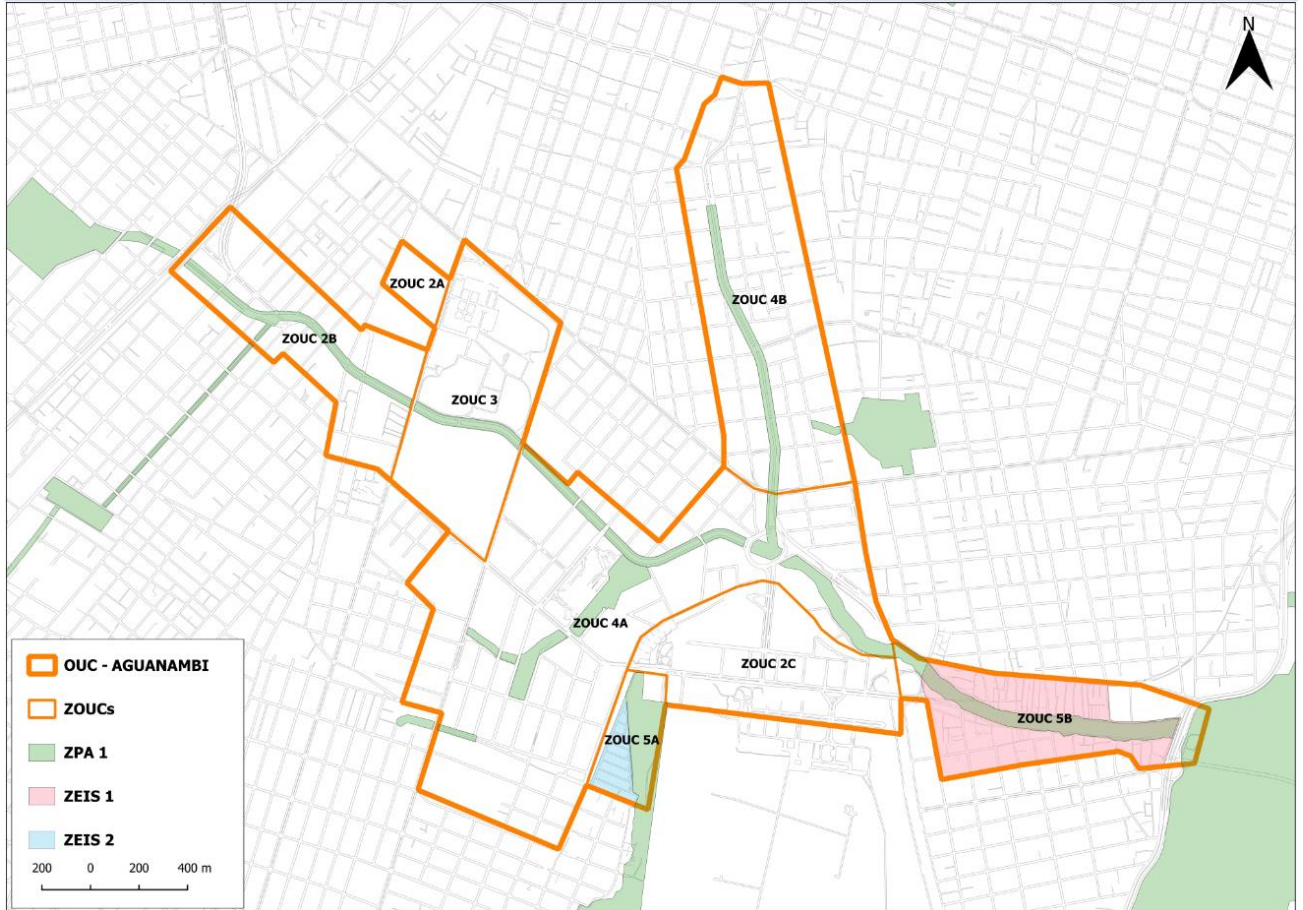 N
ZOUC 2A
ZOUC 4B
ZOUC 2B
ZOUC 3
ZOUC 4A
ZOUC 2C
ZOUC 5B
ZOUC 5A
OUC - AGUANAMBI
ZOUCs
ZPA 1
ZEIS 1
ZEIS 2
200 0 200 400 m